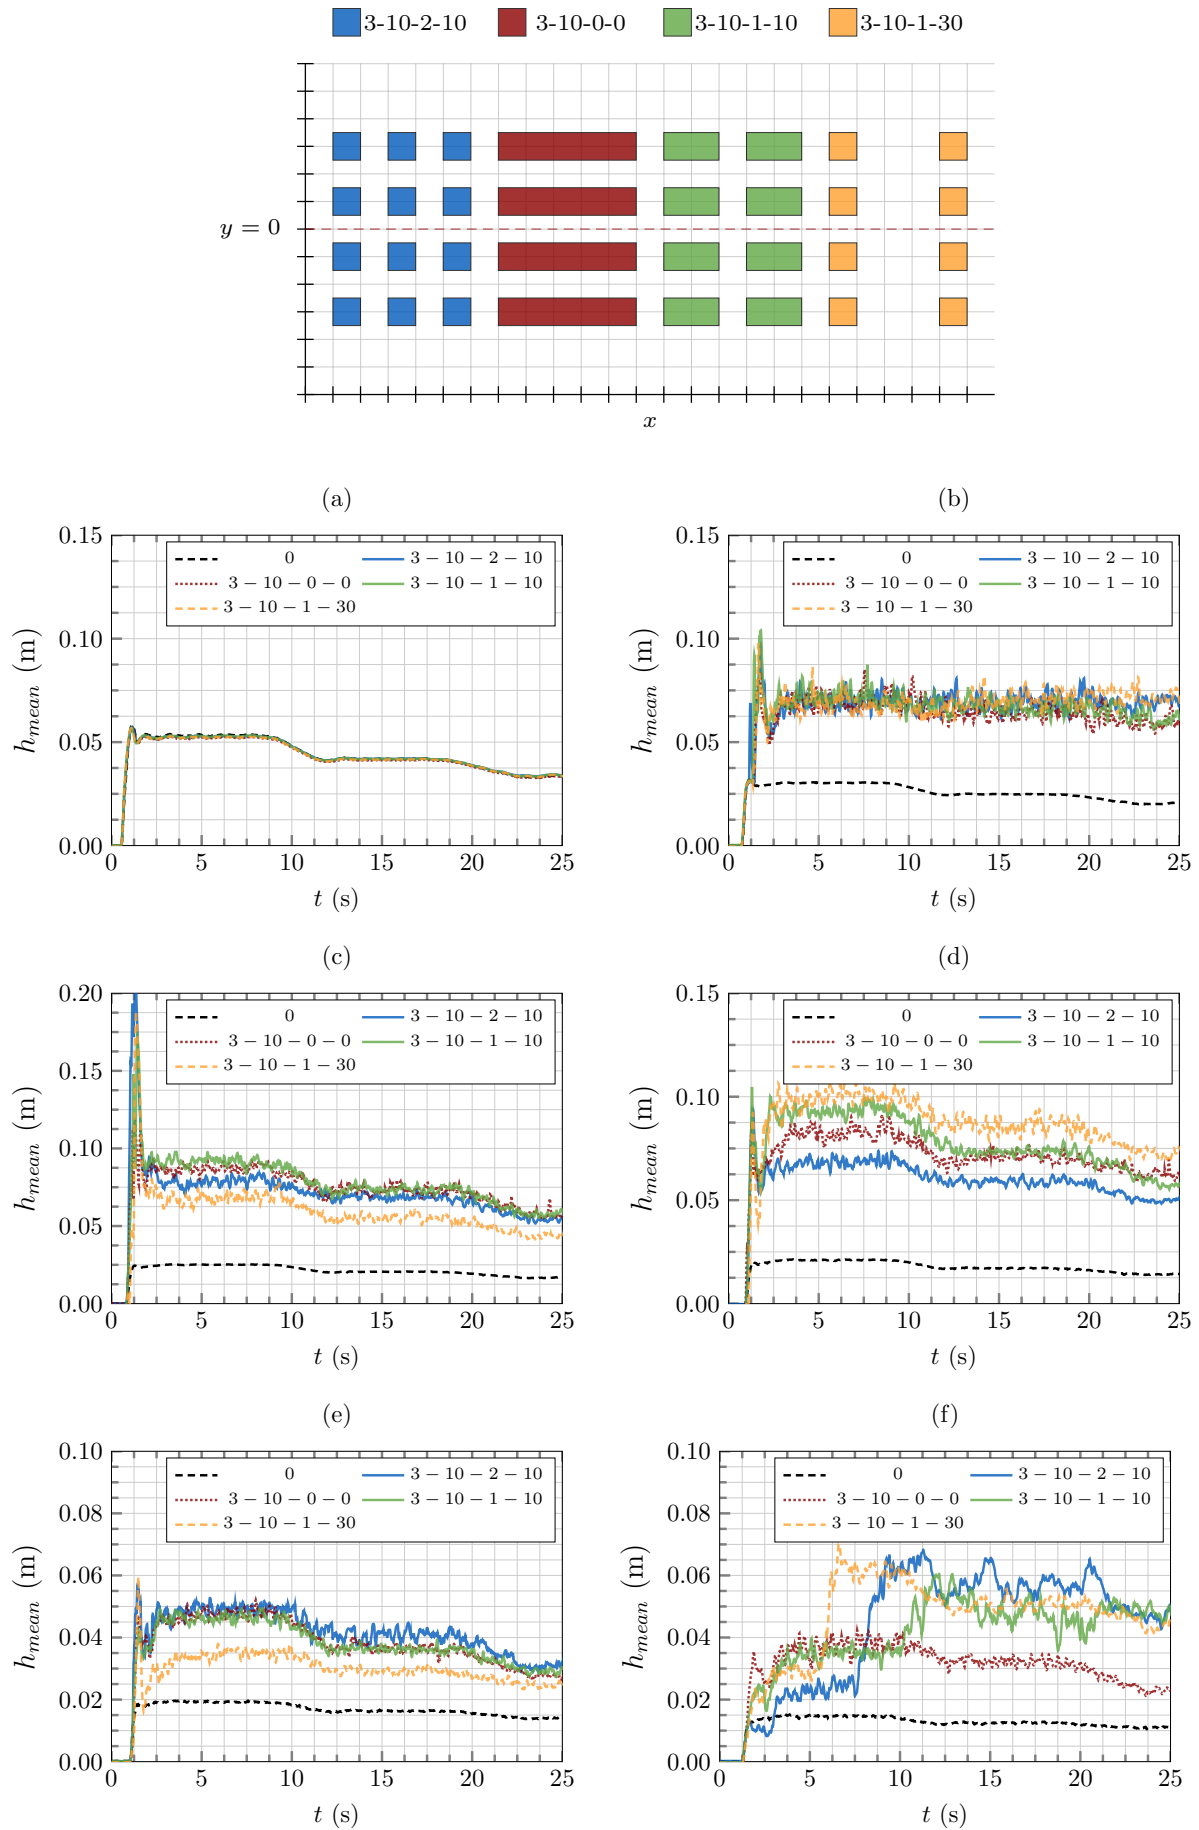 3-10-2-10 3-10-0-0 3-10-1-10 3-10-1-30
y = 0
x
(a) (b)
0.15 0.10 0.05 0.00
h_mean (m)
0 3 − 10 − 2 − 10
3 − 10 − 0 − 0 3 − 10 − 1 − 10
3 − 10 − 1 − 30
0 5 10 15 20 25
t (s)
0.15 0.10 0.05 0.00
h_mean (m)
0 3 − 10 − 2 − 10
3 − 10 − 0 − 0 3 − 10 − 1 − 10
3 − 10 − 1 − 30
0 5 10 15 20 25
t (s)
(c) (d)
0.20 0.15 0.10 0.05 0.00
h_mean (m)
0 3 − 10 − 2 − 10
3 − 10 − 0 − 0 3 − 10 − 1 − 10
3 − 10 − 1 − 30
0 5 10 15 20 25
t (s)
0.15 0.10 0.05 0.00
h_mean (m)
0 3 − 10 − 2 − 10
3 − 10 − 0 − 0 3 − 10 − 1 − 10
3 − 10 − 1 − 30
0 5 10 15 20 25
t (s)
(e) (f)
0.10 0.08 0.06 0.04 0.02 0.00
h_mean (m)
0 3 − 10 − 2 − 10
3 − 10 − 0 − 0 3 − 10 − 1 − 10
3 − 10 − 1 − 30
0 5 10 15 20 25
t (s)
0.10 0.08 0.06 0.04 0.02 0.00
h_mean (m)
0 3 − 10 − 2 − 10
3 − 10 − 0 − 0 3 − 10 − 1 − 10
3 − 10 − 1 − 30
0 5 10 15 20 25
t (s)